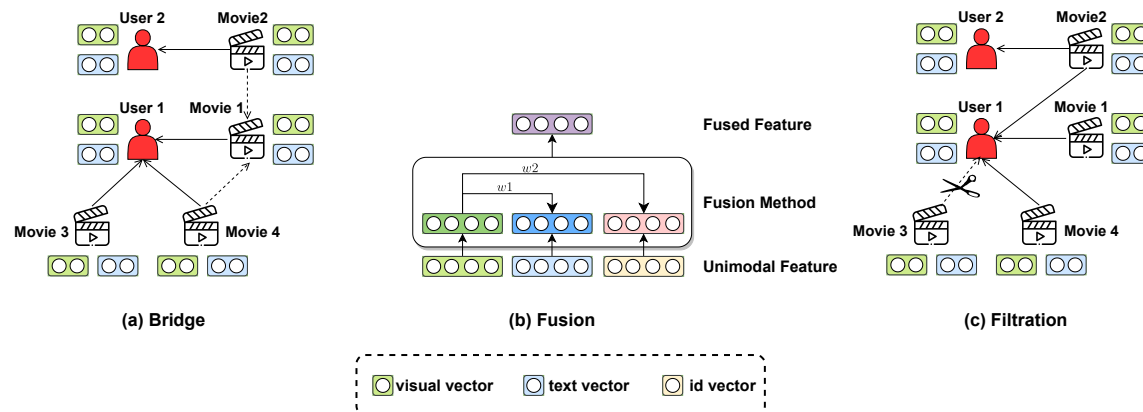 User 2
Movie2
User 1
Movie 1
Movie 3
Movie 4
(a) Bridge
Fused Feature
w2
w1
Fusion Method
Unimodal Feature
(b) Fusion
User 2
Movie2
User 1
Movie 1
Movie 3
Movie 4
(c) Filtration
visual vector
text vector
id vector